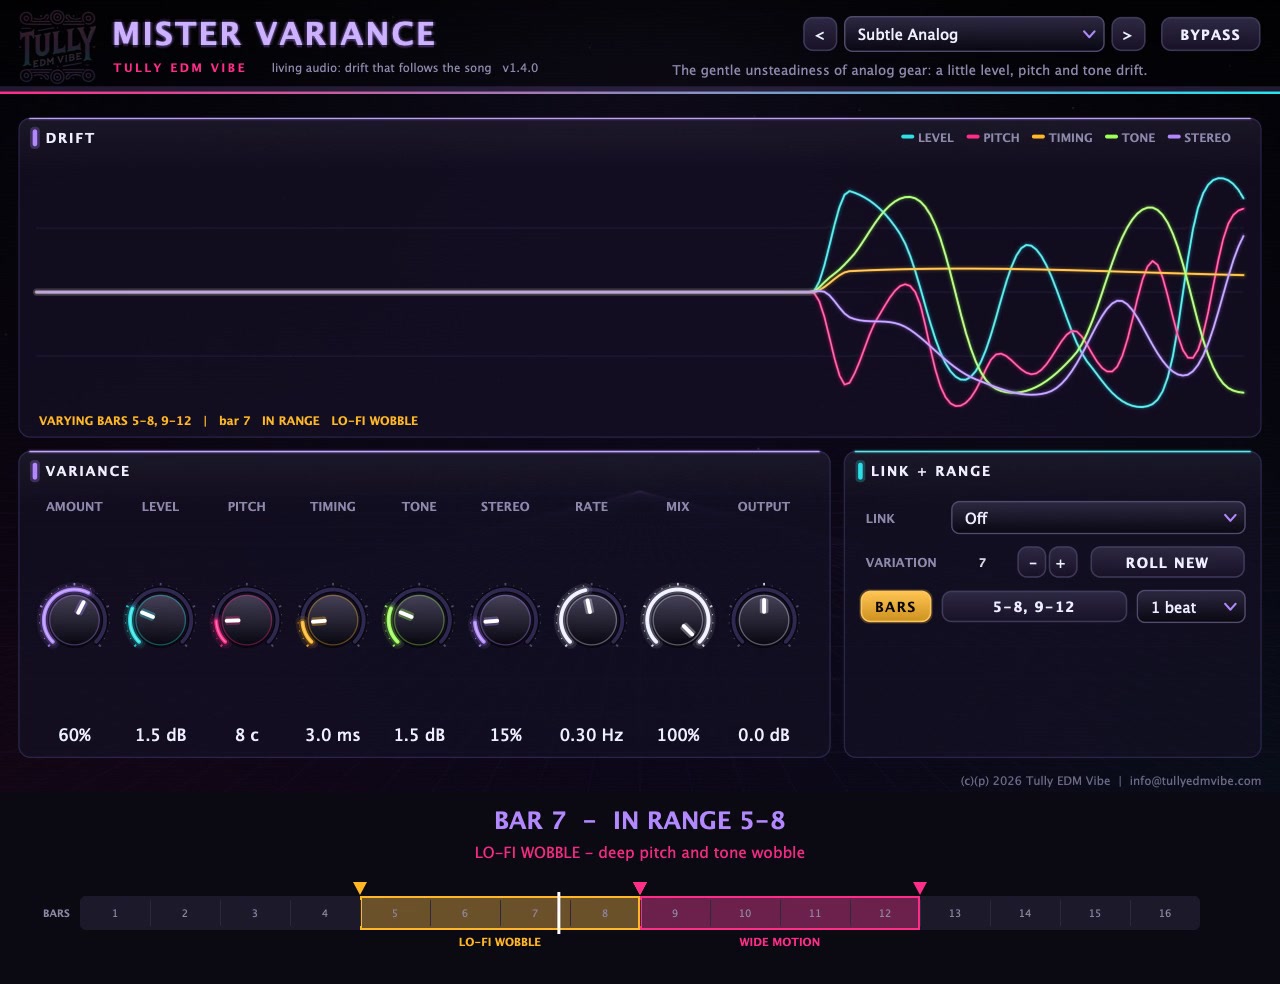 TULLY
EDM VIBE
MISTER VARIANCE
TULLY EDM VIBE living audio: drift that follows the song v1.4.0
< Subtle Analog > BYPASS
The gentle unsteadiness of analog gear: a little level, pitch and tone drift.
DRIFT
LEVEL PITCH TIMING TONE STEREO
VARYING BARS 5-8, 9-12 | bar 7 IN RANGE LO-FI WOBBLE
VARIANCE
AMOUNT LEVEL PITCH TIMING TONE STEREO RATE MIX OUTPUT
60% 1.5 dB 8 c 3.0 ms 1.5 dB 15% 0.30 Hz 100% 0.0 dB
LINK + RANGE
LINK Off
VARIATION 7 - + ROLL NEW
BARS 5-8, 9-12 1 beat
(c)(p) 2026 Tully EDM Vibe | info@tullyedmvibe.com
BAR 7 - IN RANGE 5-8
LO-FI WOBBLE - deep pitch and tone wobble
BARS 1 2 3 4 5 6 7 8 9 10 11 12 13 14 15 16
LO-FI WOBBLE WIDE MOTION